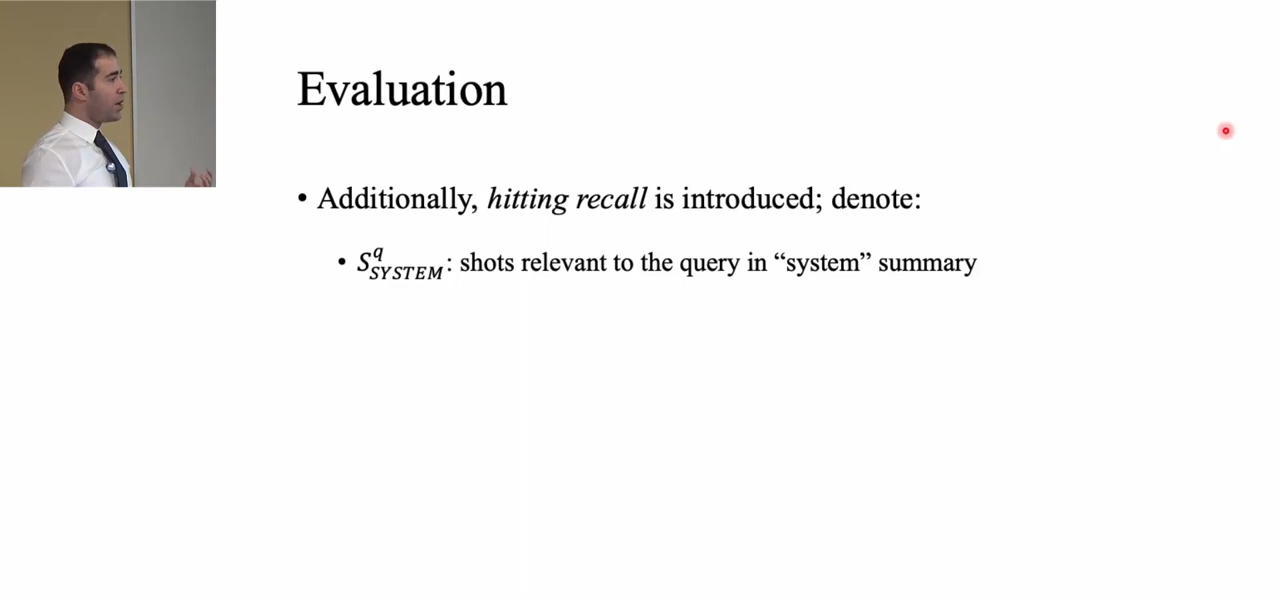 Evaluation
• Additionally, hitting recall is introduced; denote:
• S^q_SYSTEM: shots relevant to the query in “system” summary